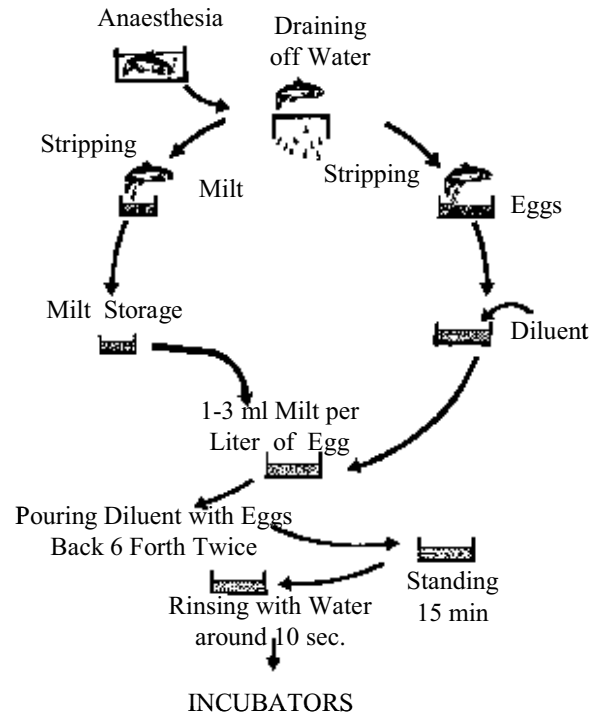 Anaesthesia
Draining
off Water
Stripping
Milt
Stripping
Eggs
Milt Storage
Diluent
1-3 ml Milt per
Liter of Egg
Pouring Diluent with Eggs
Back 6 Forth Twice
Standing
15 min
Rinsing with Water
around 10 sec.
INCUBATORS